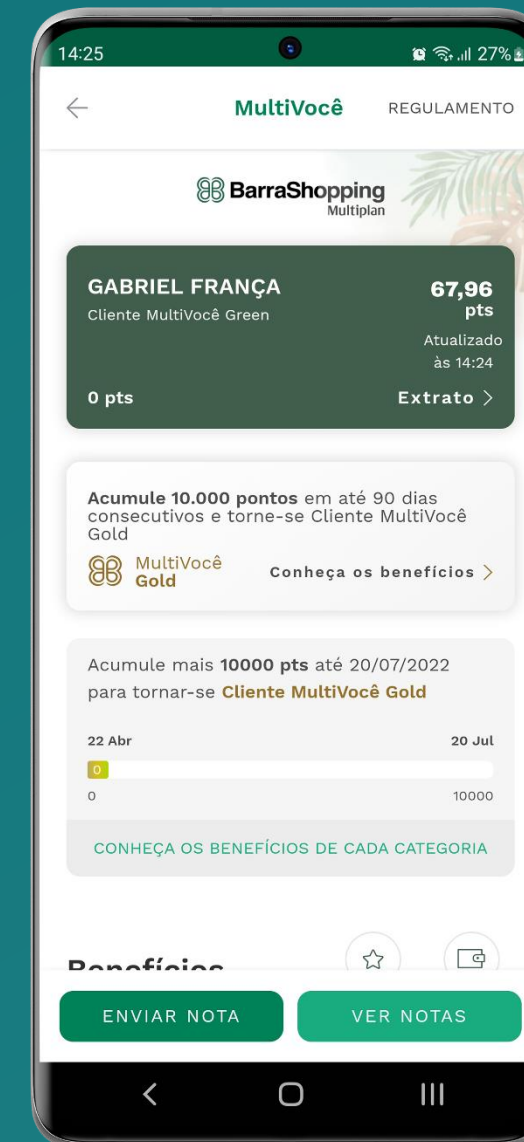 14:25
27%
MultiVocê
REGULAMENTO
BarraShopping
Multiplan
GABRIEL FRANÇA
67,96
pts
Cliente MultiVocê Green
Atualizado
às 14:24
0 pts
Extrato
Acumule 10.000 pontos em até 90 dias
consecutivos e torne-se Cliente MultiVocê
Gold
MultiVocê
Gold
Conheça os benefícios
Acumule mais 10000 pts até 20/07/2022
para tornar-se Cliente MultiVocê Gold
22 Abr
20 Jul
0
0
10000
CONHEÇA OS BENEFÍCIOS DE CADA CATEGORIA
Benefícios
ENVIAR NOTA
VER NOTAS